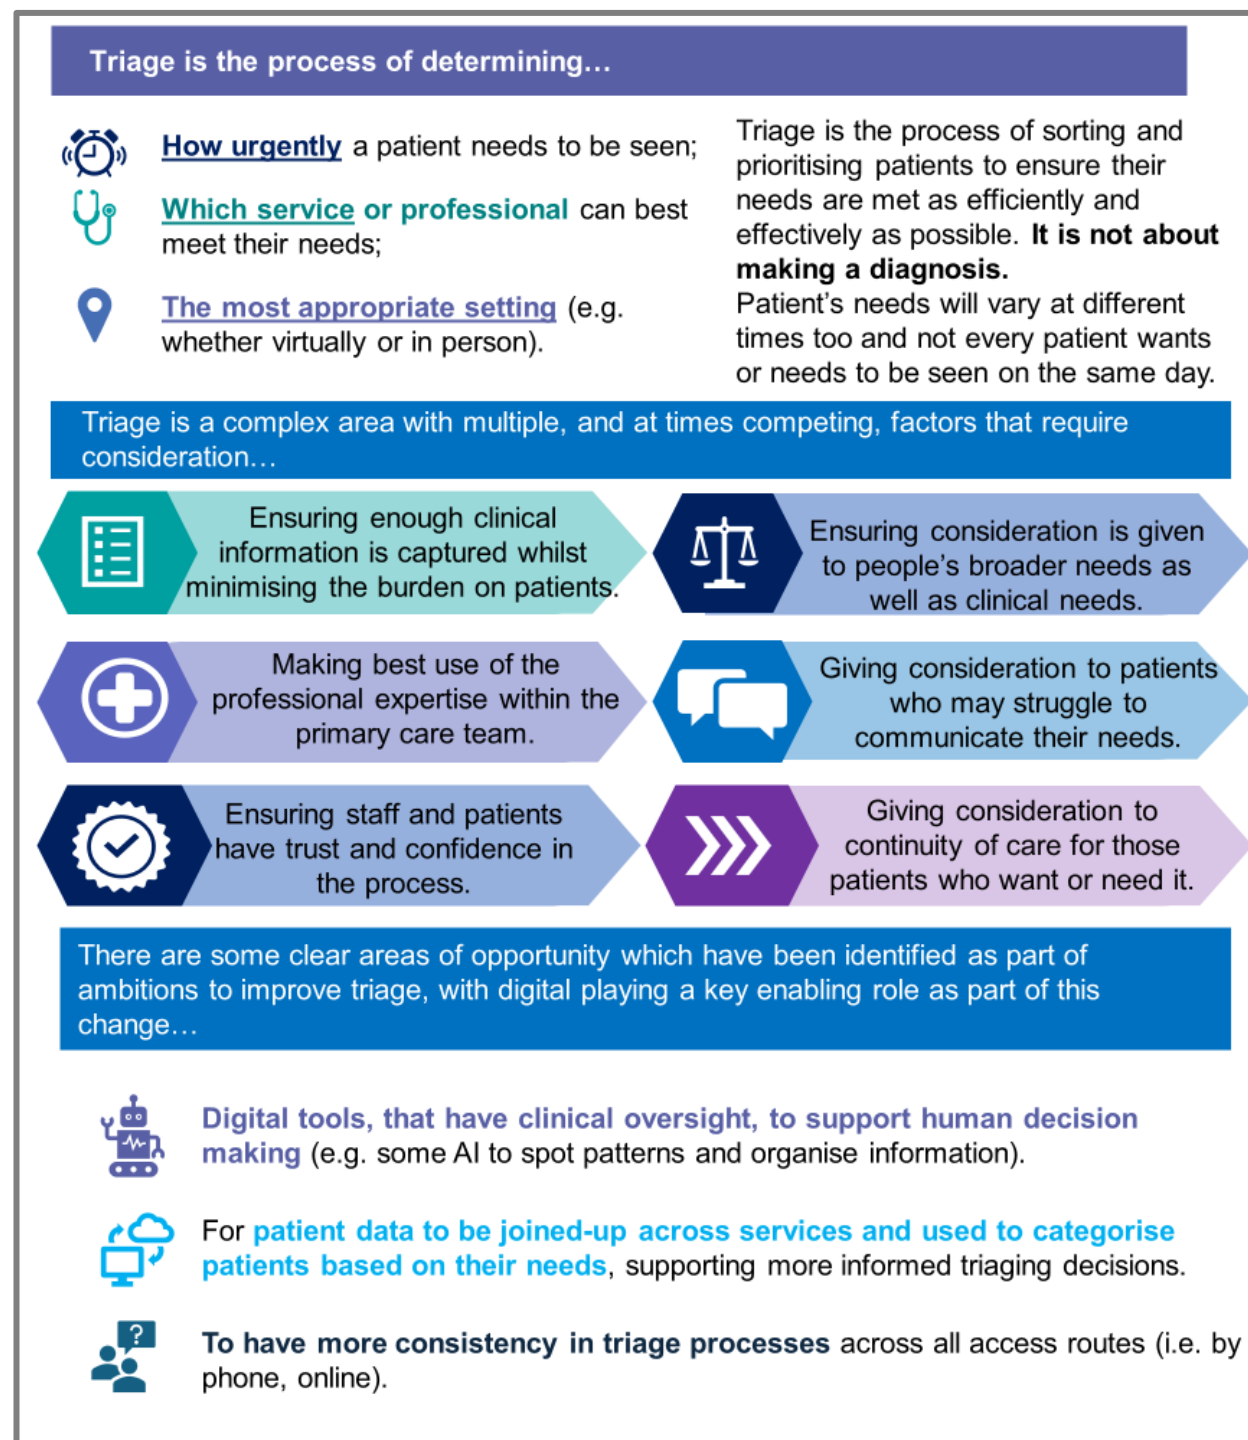 Triage is the process of determining…
How urgently a patient needs to be seen;
Which service or professional can best
meet their needs;
The most appropriate setting (e.g.
whether virtually or in person).
Triage is the process of sorting and
prioritising patients to ensure their
needs are met as efficiently and
effectively as possible. It is not about
making a diagnosis.
Patient’s needs will vary at different
times too and not every patient wants
or needs to be seen on the same day.
Triage is a complex area with multiple, and at times competing, factors that require
consideration…
Ensuring enough clinical
information is captured whilst
minimising the burden on patients.
Ensuring consideration is given
to people’s broader needs as
well as clinical needs.
Making best use of the
professional expertise within the
primary care team.
Giving consideration to patients
who may struggle to
communicate their needs.
Ensuring staff and patients
have trust and confidence in
the process.
Giving consideration to
continuity of care for those
patients who want or need it.
There are some clear areas of opportunity which have been identified as part of
ambitions to improve triage, with digital playing a key enabling role as part of this
change…
Digital tools, that have clinical oversight, to support human decision
making (e.g. some AI to spot patterns and organise information).
For patient data to be joined-up across services and used to categorise
patients based on their needs, supporting more informed triaging decisions.
?
To have more consistency in triage processes across all access routes (i.e. by
phone, online).